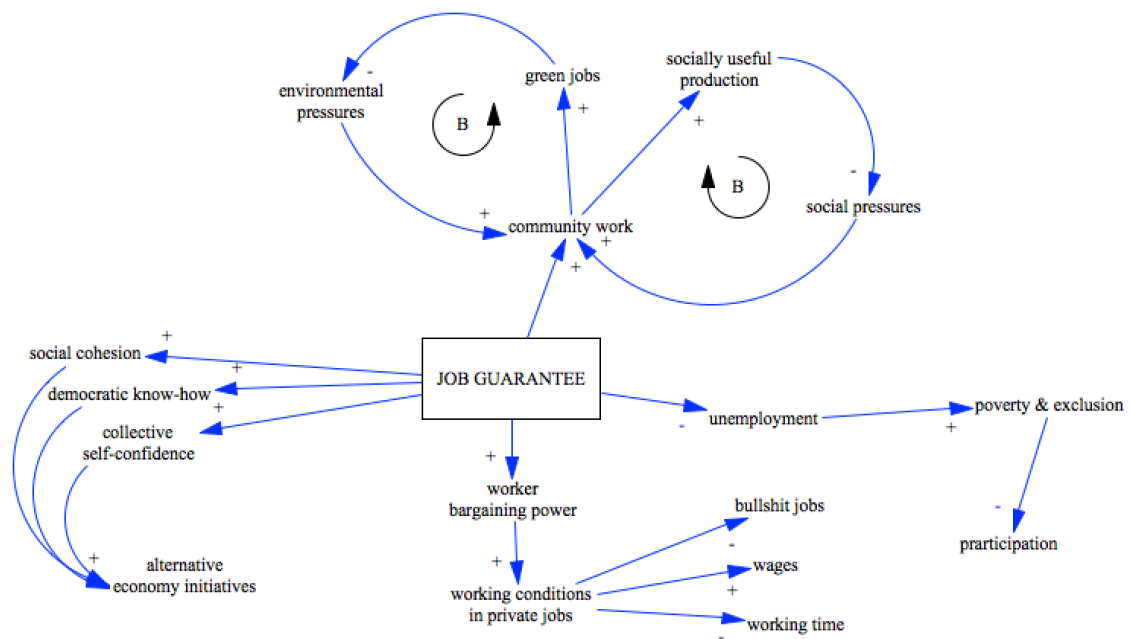 socially useful
production
green jobs
+
-
environmental
pressures
+
+
B
B
-
social pressures
+
community work
+
+
+
social cohesion
+
JOB GUARANTEE
democratic know-how
+
poverty & exclusion
unemployment
-
+
collective
self-confidence
+
worker
bargaining power
bullshit jobs
-
-
prarticipation
+
+
alternative
economy initiatives
wages
+
working conditions
in private jobs
working time
-